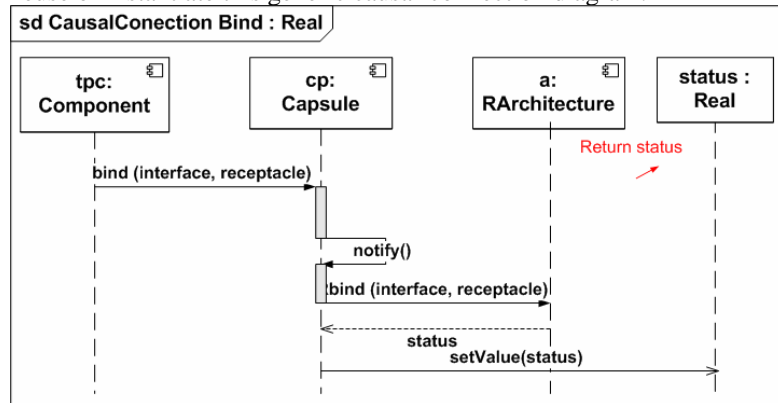 sd CausalConection Bind : Real
tpc:
Component
cp:
Capsule
a:
RArchitecture
status :
Real
Return status
bind (interface, receptacle)
notify()
bind (interface, receptacle)
status
setValue(status)